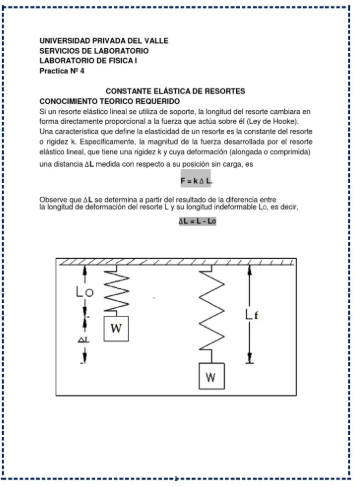 UNIVERSIDAD PRIVADA DEL VALLE
SERVICIOS DE LABORATORIO
LABORATORIO DE FISICA I
Practica Nº 4
CONSTANTE ELÁSTICA DE RESORTES
CONOCIMIENTO TEORICO REQUERIDO
Si un resorte elástico lineal se utiliza de soporte, la longitud del resorte cambiara en
forma directamente proporcional a la fuerza que actúa sobre él (Ley de Hooke).
Una característica que define la elasticidad de un resorte es la constante del resorte
o rigidez k. Específicamente, la magnitud de la fuerza desarrollada por el resorte
elástico lineal, que tiene una rigidez k y cuya deformación (alongada o comprimida)
una distancia ΔL medida con respecto a su posición sin carga, es
F = k Δ L.
Observe que ΔL se determina a partir del resultado de la diferencia entre
la longitud de deformación del resorte L y su longitud indeformable Lo, es decir,
ΔL = L - Lo
Lo
Lf
W
ΔL
W